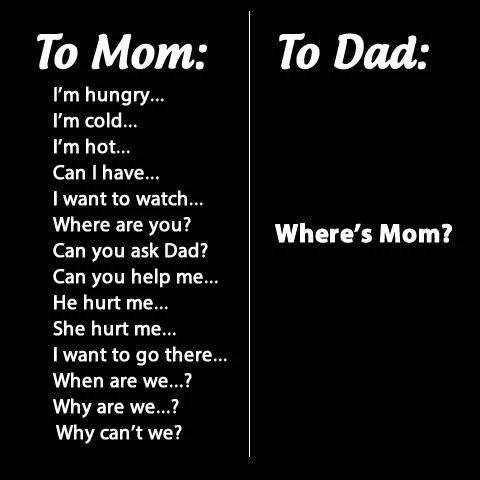 To Mom:
I'm hungry...
I'm cold...
I'm hot...
Can I have...
I want to watch...
Where are you?
Can you ask Dad?
Can you help me...
He hurt me...
She hurt me...
I want to go there...
When are we...?
Why are we...?
Why can't we?
To Dad:
Where's Mom?